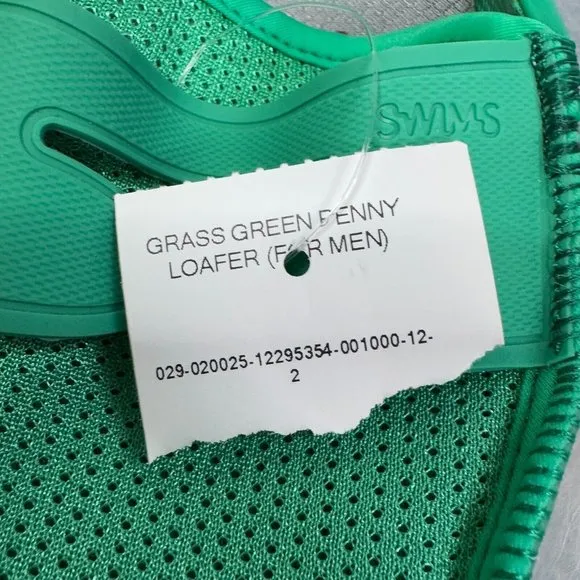 SWIMS
GRASS GREEN PENNY
LOAFER (FOR MEN)
029-020025-12295354-001000-12-
2